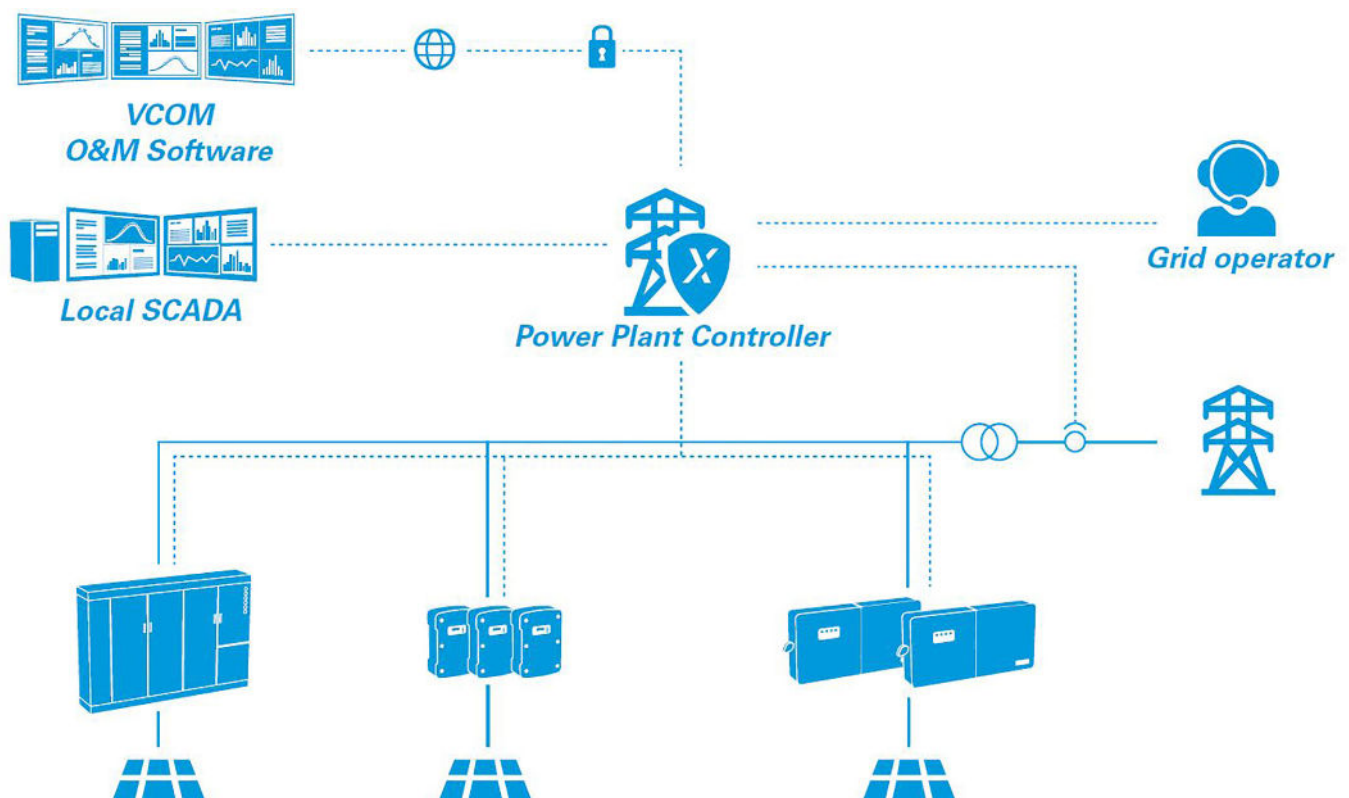 VCOM
O&M Software
Local SCADA
X
Power Plant Controller
Grid operator